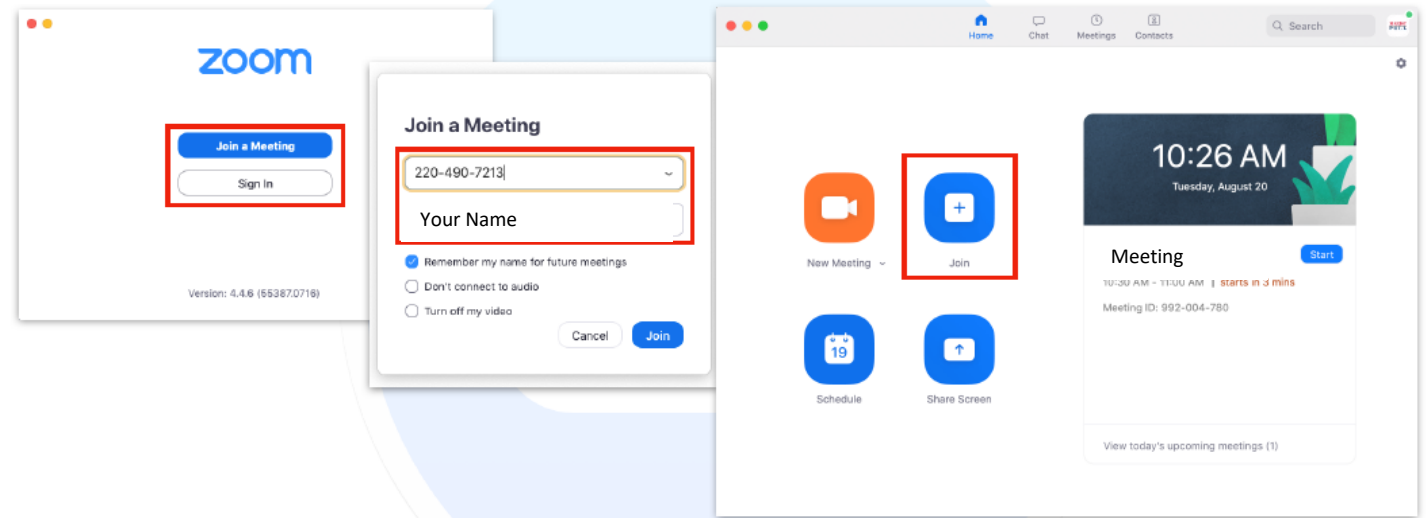 zoom
Join a Meeting
Sign In
Version: 4.4.6 (55387.0716)
Join a Meeting
220-490-7213
Your Name
Remember my name for future meetings
Don't connect to audio
Turn off my video
Cancel Join
Home Chat Meetings Contacts Search
New Meeting Join
19
Schedule Share Screen
10:26 AM
Tuesday, August 20
Meeting Start
10:30 AM - 11:00 AM | starts in 3 mins
Meeting ID: 992-004-780
View today's upcoming meetings (1)